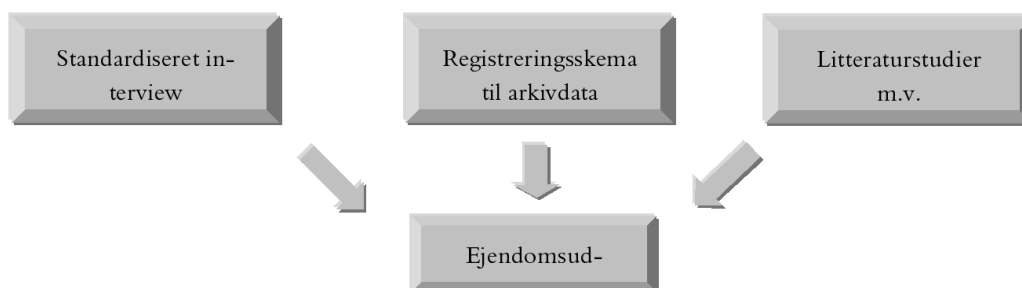 Standardiseret in-
terview
Registreringsskema
til arkivdata
Litteraturstudier
m.v.
Ejendomsud-